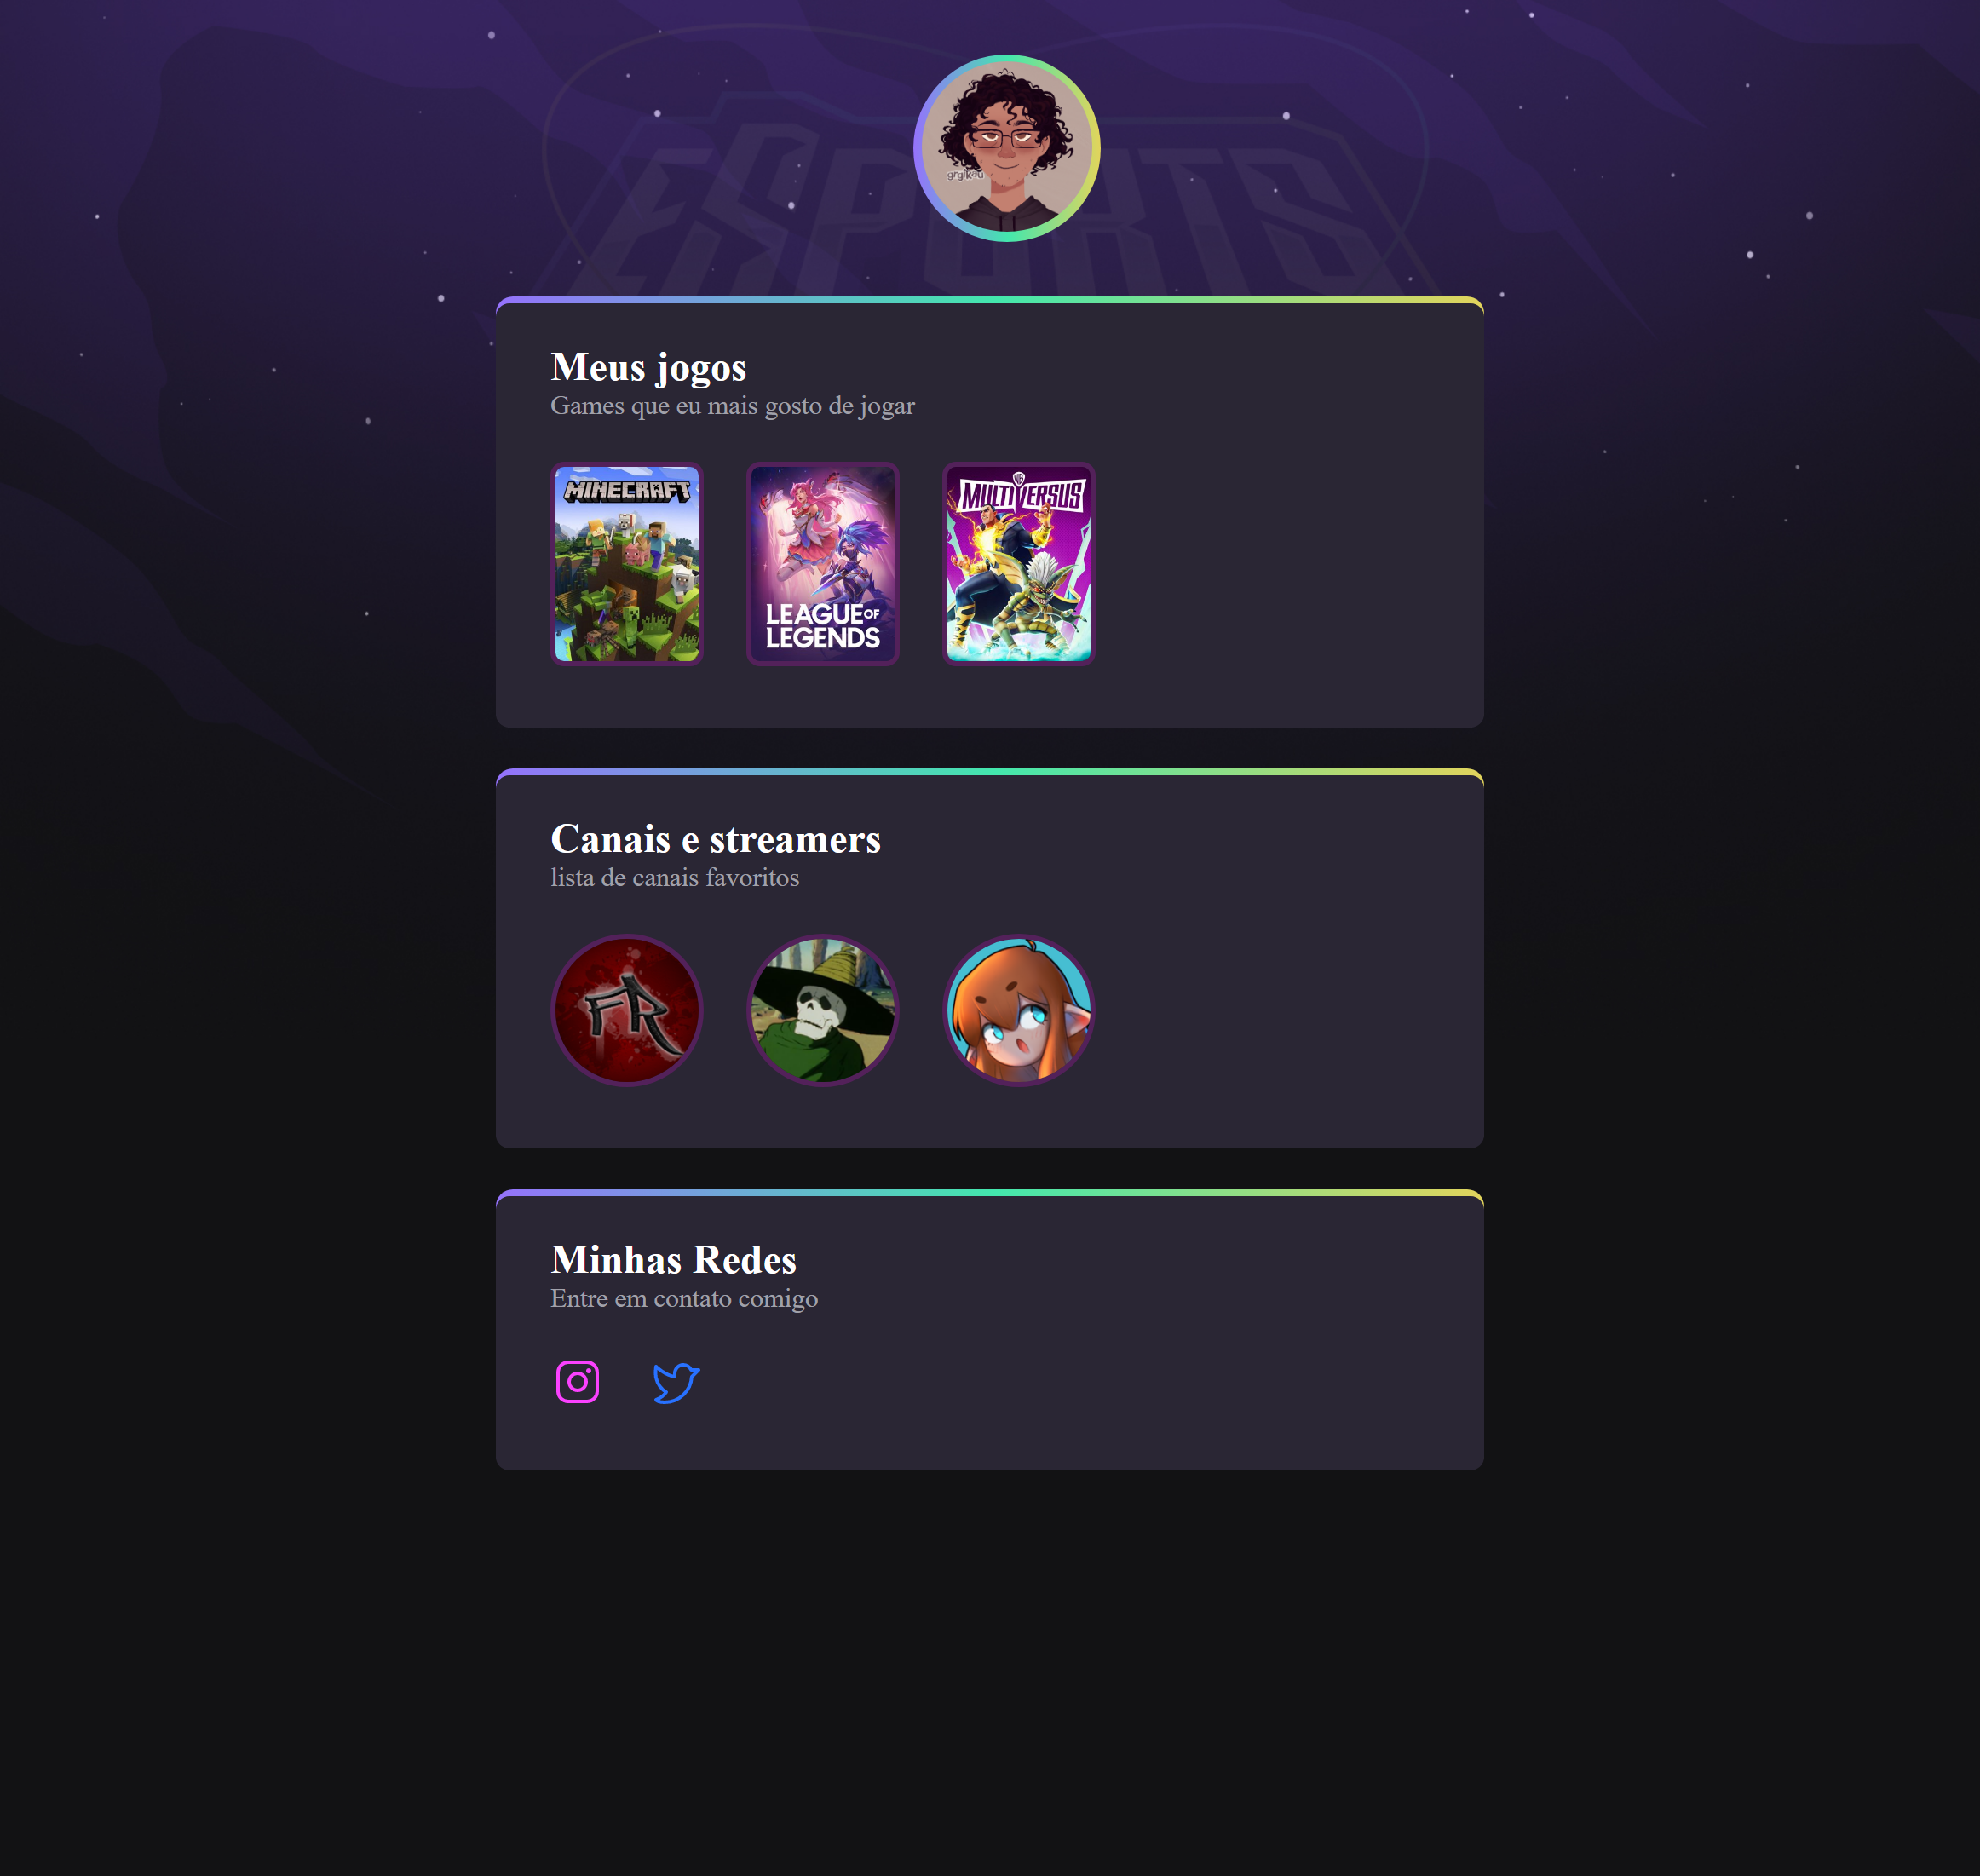 ESPORTS
grgikau
Meus jogos
Games que eu mais gosto de jogar
MINECRAFT
LEAGUE OF
LEGENDS
MULTIVERSUS
Canais e streamers
lista de canais favoritos
FR
Minhas Redes
Entre em contato comigo